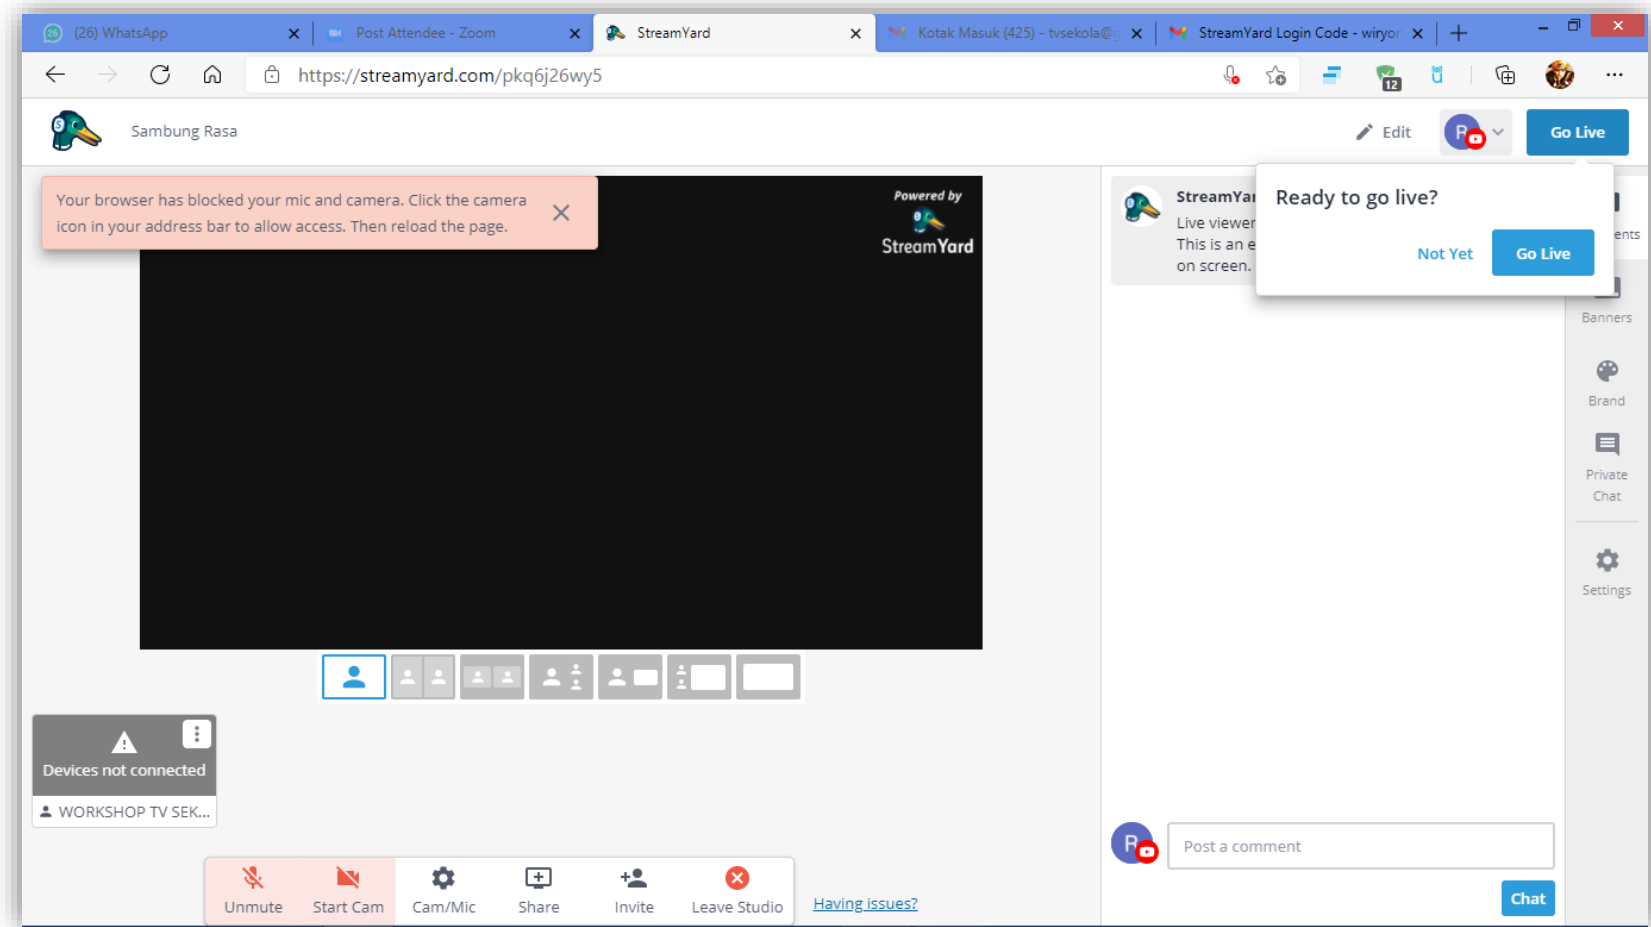 26 (26) WhatsApp
Post Attendee - Zoom
StreamYard
Kotak Masuk (425) - tvsekola@g
StreamYard Login Code - wiryor
https://streamyard.com/pkq6j26wy5
12
S
Sambung Rasa
Edit
R
Go Live
Your browser has blocked your mic and camera. Click the camera
icon in your address bar to allow access. Then reload the page.
Powered by
StreamYard
StreamYar
Live viewer
This is an e
on screen.
Ready to go live?
Not Yet
Go Live
ents
Banners
Brand
Private
Chat
Settings
Devices not connected
WORKSHOP TV SEK...
Unmute
Start Cam
Cam/Mic
Share
Invite
Leave Studio
Having issues?
R
Post a comment
Chat